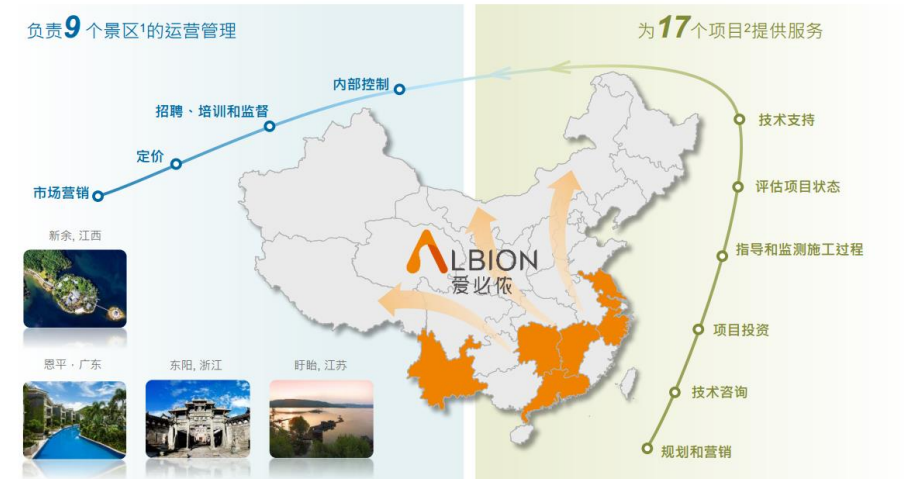 负责9个景区¹的运营管理
为17个项目²提供服务
内部控制
招聘、培训和监督
定价
市场营销
技术支持
评估项目状态
指导和监测施工过程
项目投资
技术咨询
规划和营销
ALBION
爱必侬
新余, 江西
恩平·广东
东阳, 浙江
盱眙, 江苏